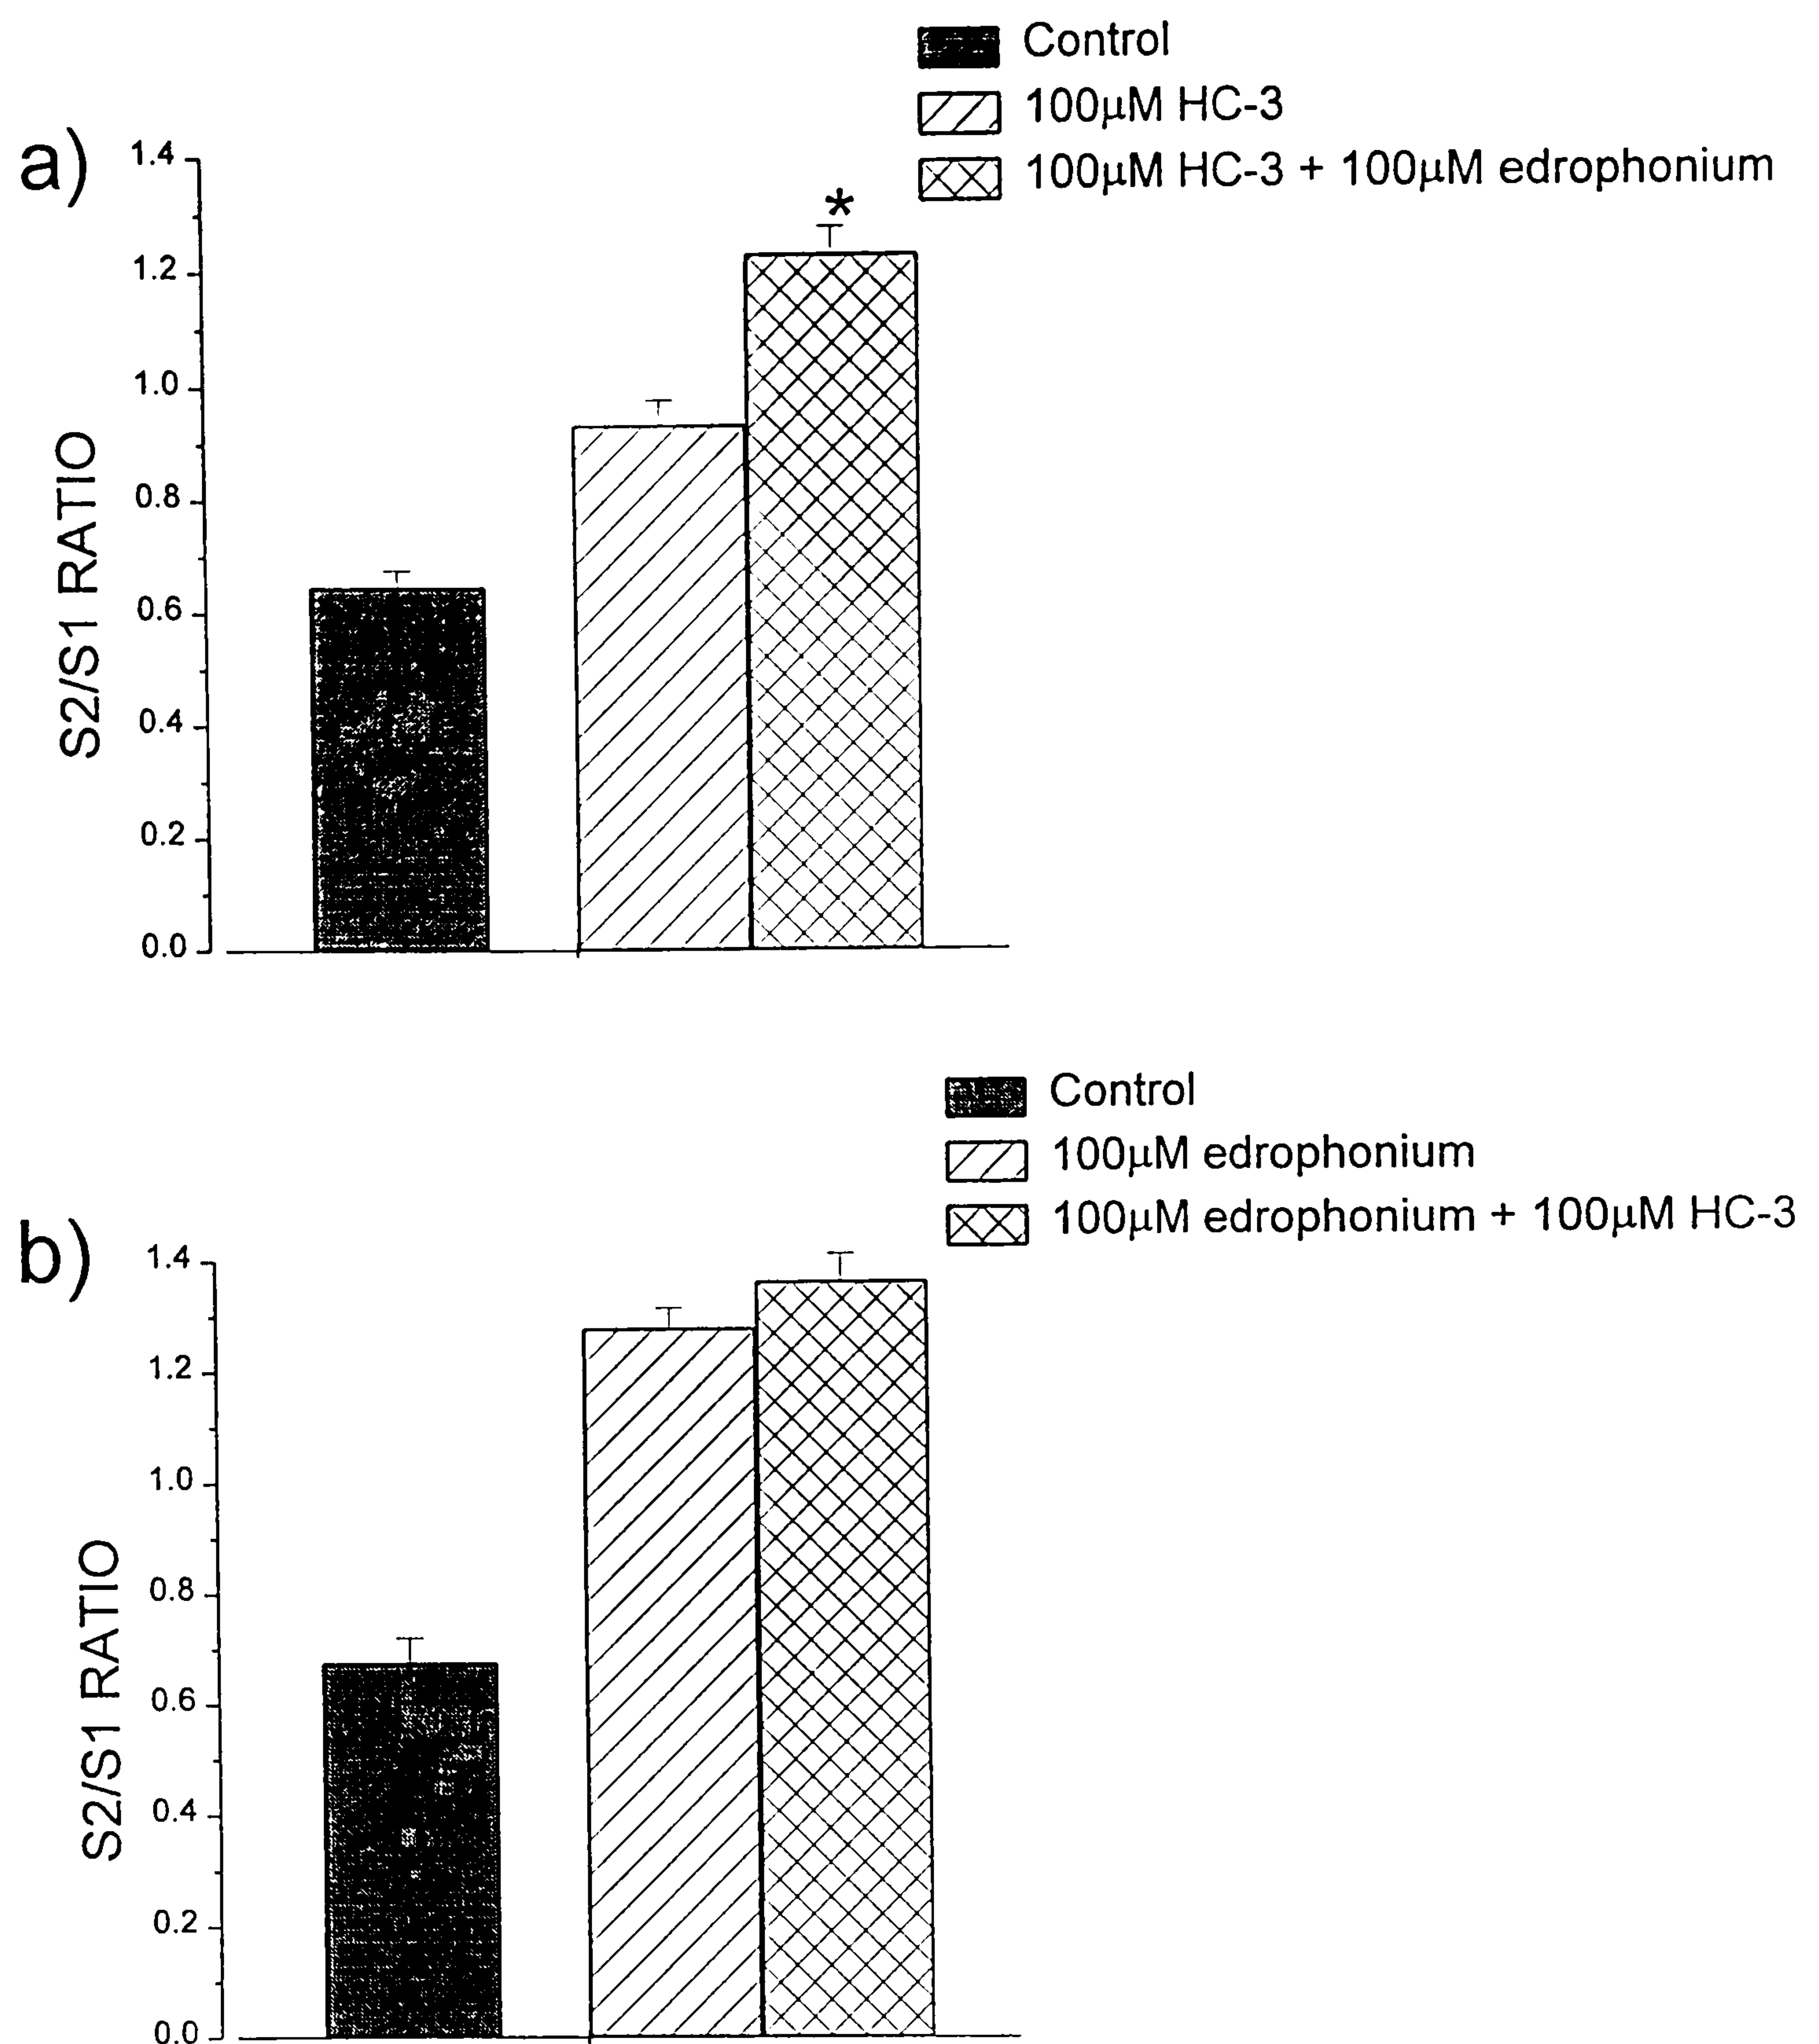 Control
100μM HC-3
100μM HC-3 + 100μM edrophonium
a)
*
1.4
1.2
1.0
0.8
0.6
0.4
0.2
0.0
S2/S1 RATIO
Control
100μM edrophonium
100μM edrophonium + 100μM HC-3
b)
1.4
1.2
1.0
0.8
0.6
0.4
0.2
0.0
S2/S1 RATIO